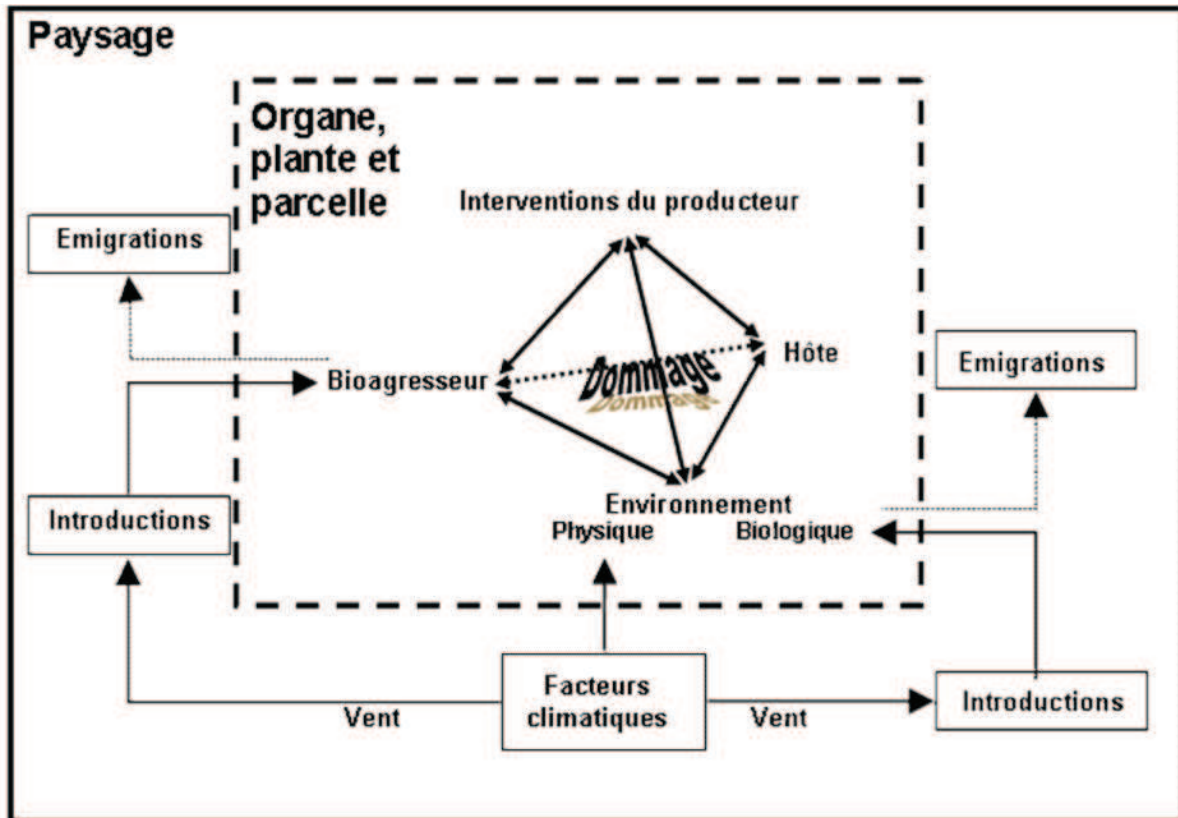 Paysage
Organe,
plante et
parcelle
Interventions du producteur
Emigrations
Hôte
Emigrations
Bioagresseur
Dommage
Dommage
Introductions
Environnement
Physique
Biologique
Facteurs
climatiques
Vent
Vent
Introductions